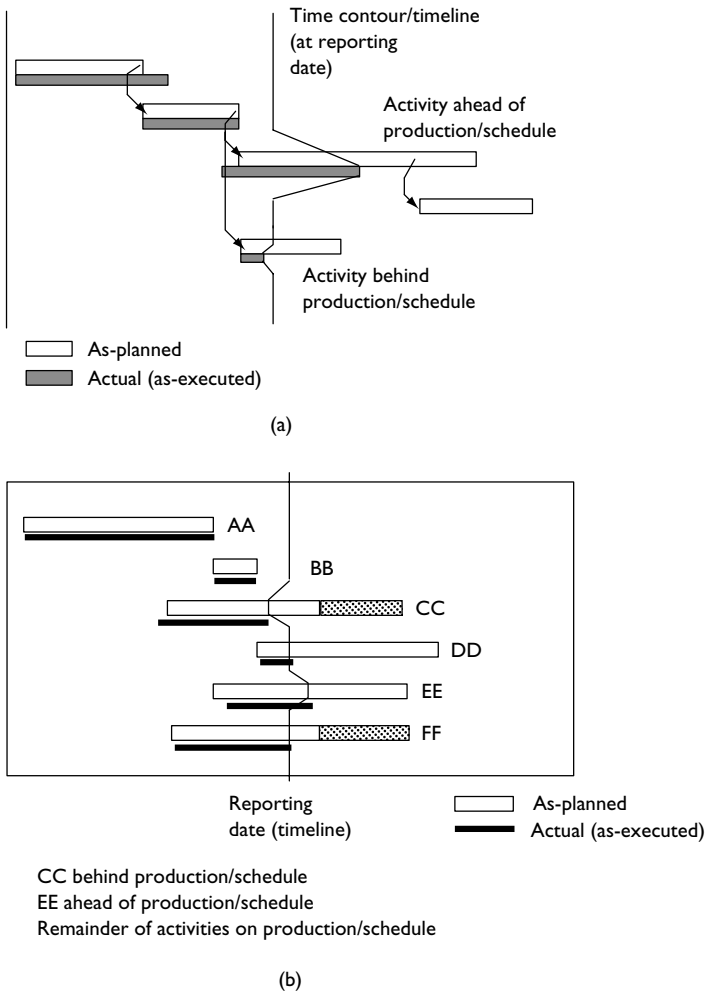 Time contour/timeline
(at reporting
date)
Activity ahead of
production/schedule
Activity behind
production/schedule
As-planned
Actual (as-executed)
(a)
AA
BB
CC
DD
EE
FF
Reporting
date (timeline)
As-planned
Actual (as-executed)
CC behind production/schedule
EE ahead of production/schedule
Remainder of activities on production/schedule
(b)